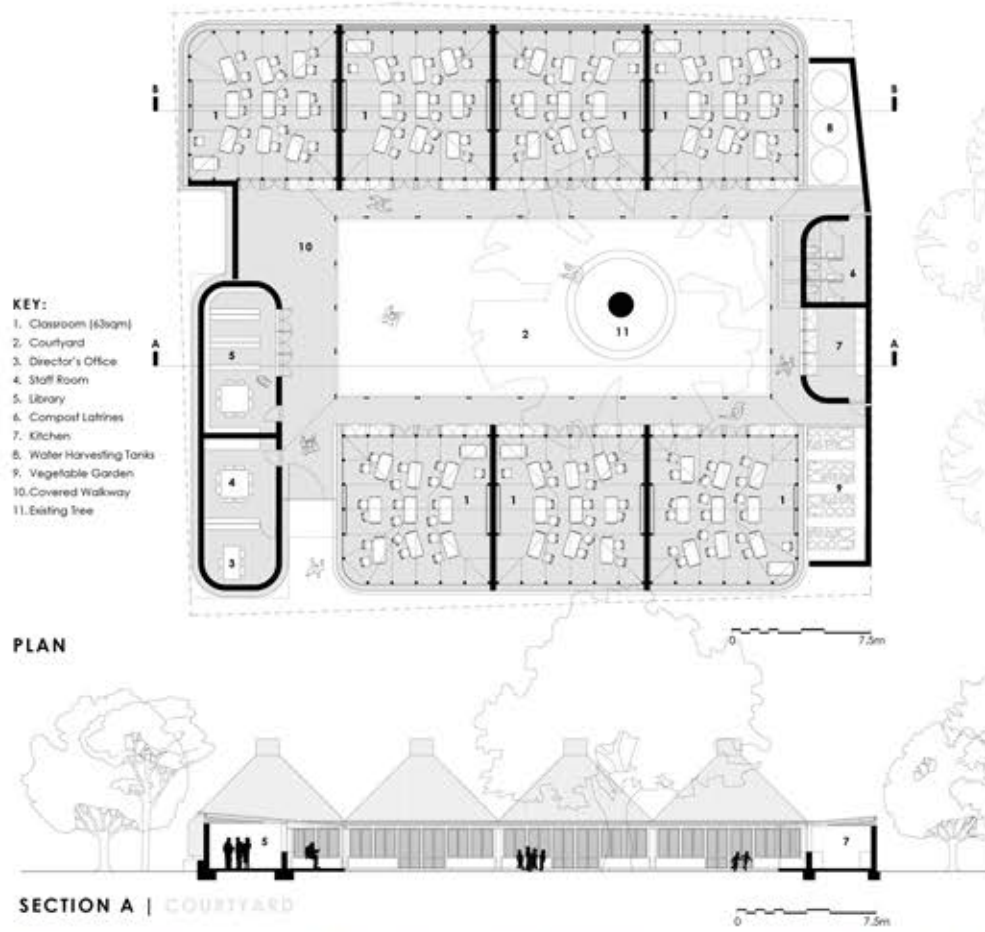 B
B
1
1
1
1
8
10
6
KEY:
1. Classroom (63sqm)
2. Courtyard
3. Director's Office
4. Staff Room
5. Library
6. Compost Latrines
7. Kitchen
8. Water Harvesting Tanks
9. Vegetable Garden
10. Covered Walkway
11. Existing Tree
A
A
5
2
11
7
4
3
1
1
1
9
PLAN
0
7.5m
5
7
SECTION A | COURTYARD
0
7.5m